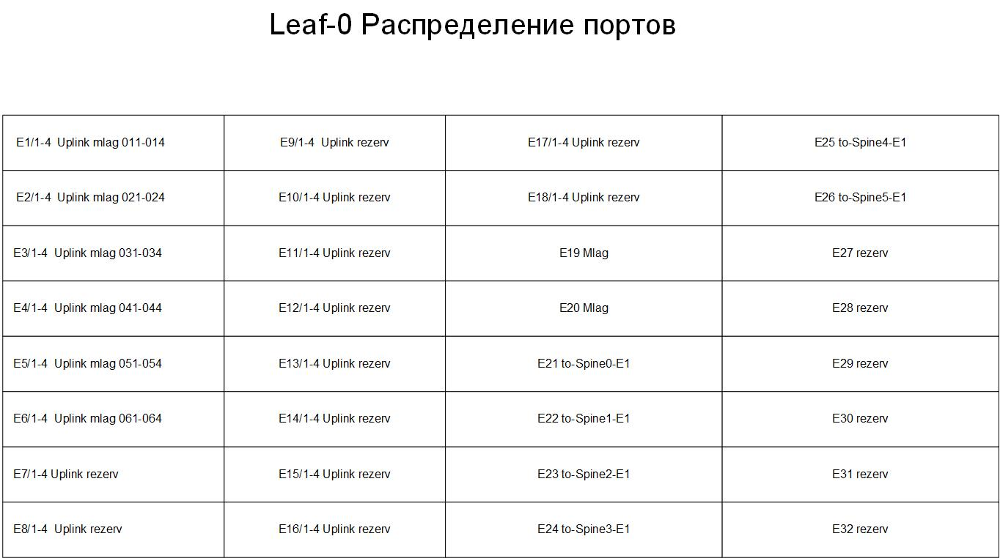 Leaf-0 Распределение портов
E1/1-4  Uplink mlag 011-014
E9/1-4  Uplink rezerv
E17/1-4 Uplink rezerv
E25 to-Spine4-E1
E2/1-4  Uplink mlag 021-024
E10/1-4 Uplink rezerv
E18/1-4 Uplink rezerv
E26 to-Spine5-E1
E3/1-4  Uplink mlag 031-034
E11/1-4 Uplink rezerv
E19 Mlag
E27 rezerv
E4/1-4  Uplink mlag 041-044
E12/1-4 Uplink rezerv
E20 Mlag
E28 rezerv
E5/1-4  Uplink mlag 051-054
E13/1-4 Uplink rezerv
E21 to-Spine0-E1
E29 rezerv
E6/1-4  Uplink mlag 061-064
E14/1-4 Uplink rezerv
E22 to-Spine1-E1
E30 rezerv
E7/1-4 Uplink rezerv
E15/1-4 Uplink rezerv
E23 to-Spine2-E1
E31 rezerv
E8/1-4  Uplink rezerv
E16/1-4 Uplink rezerv
E24 to-Spine3-E1
E32 rezerv